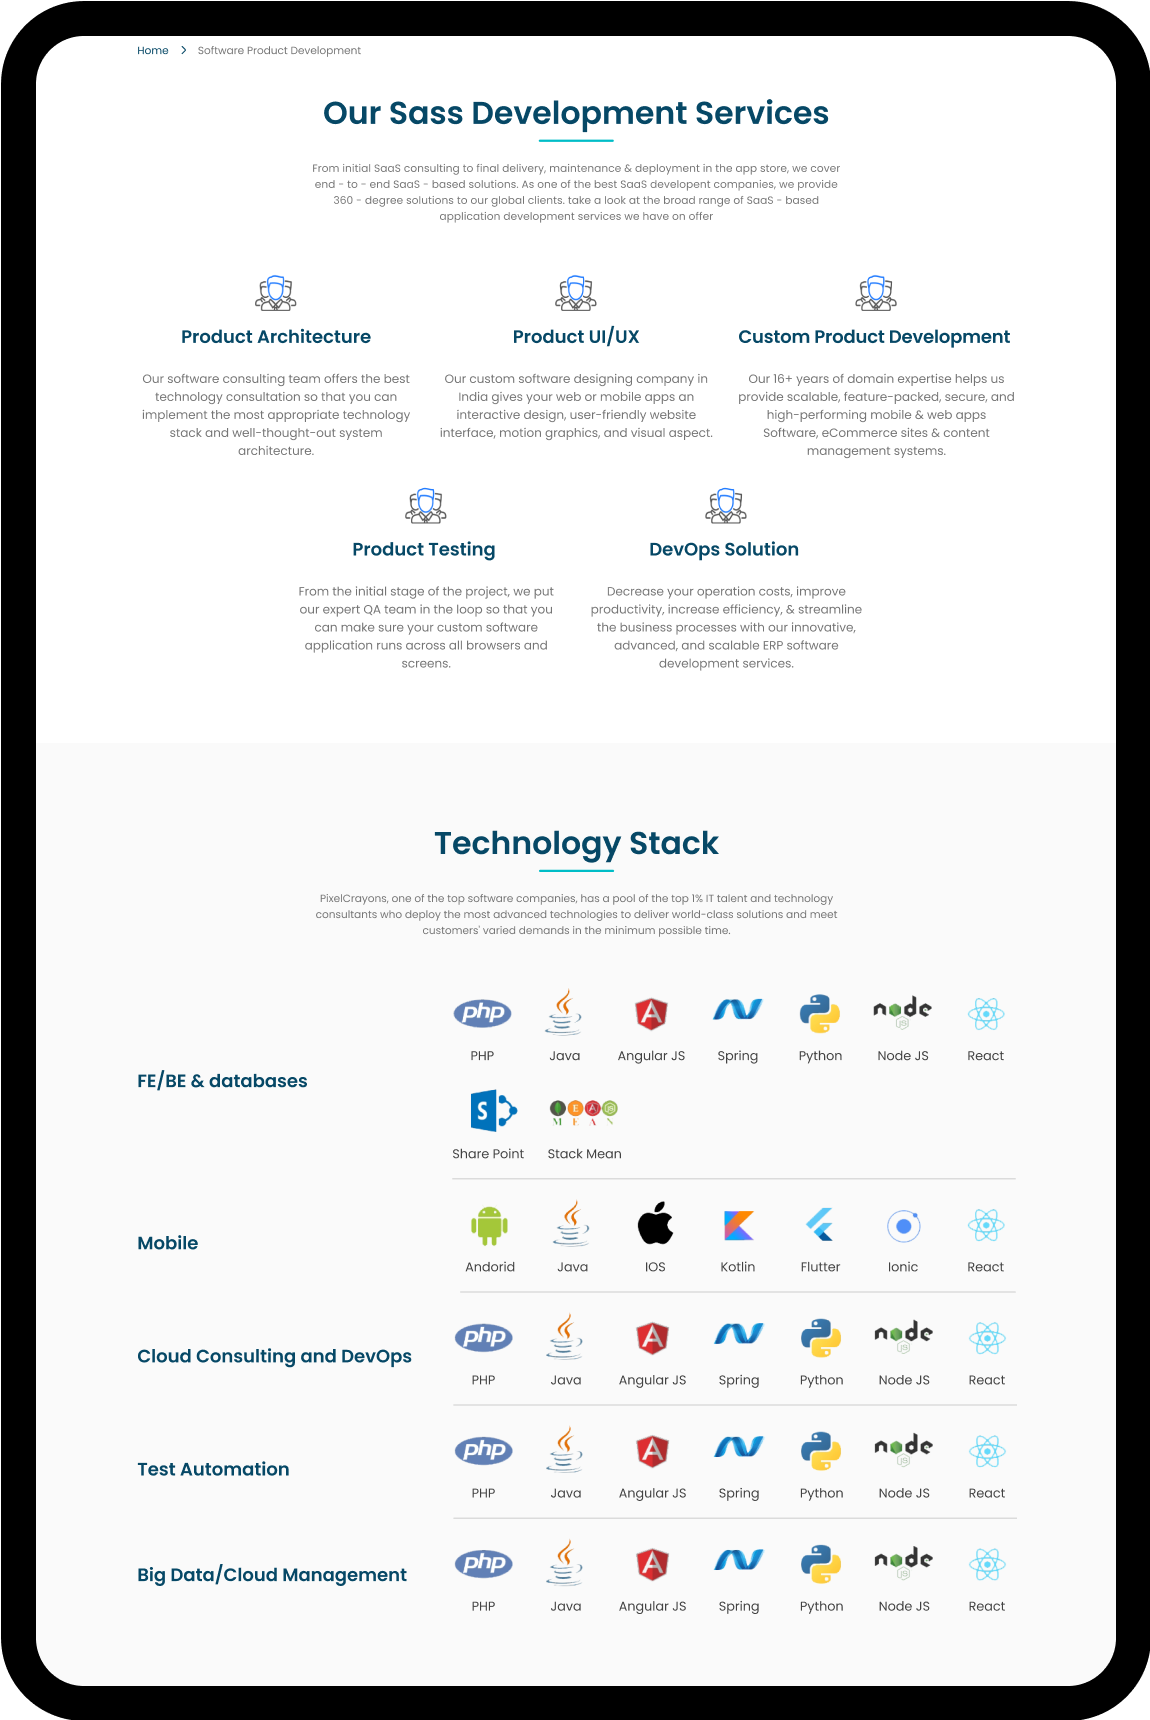 Home > Software Product Development
Our Sass Development Services
From initial SaaS consulting to final delivery, maintenance & deployment in the app store, we cover
end - to - end SaaS - based solutions. As one of the best SaaS developent companies, we provide
360 - degree solutions to our global clients. take a look at the broad range of SaaS - based
application development services we have on offer
Product Architecture
Our software consulting team offers the best
technology consultation so that you can
implement the most appropriate technology
stack and well-thought-out system
architecture.
Product UI/UX
Our custom software designing company in
India gives your web or mobile apps an
interactive design, user-friendly website
interface, motion graphics, and visual aspect.
Custom Product Development
Our 16+ years of domain expertise helps us
provide scalable, feature-packed, secure, and
high-performing mobile & web apps
Software, eCommerce sites & content
management systems.
Product Testing
From the initial stage of the project, we put
our expert QA team in the loop so that you
can make sure your custom software
application runs across all browsers and
screens.
DevOps Solution
Decrease your operation costs, improve
productivity, increase efficiency, & streamline
the business processes with our innovative,
advanced, and scalable ERP software
development services.
Technology Stack
PixelCrayons, one of the top software companies, has a pool of the top 1% IT talent and technology
consultants who deploy the most advanced technologies to deliver world-class solutions and meet
customers' varied demands in the minimum possible time.
FE/BE & databases
php A node JS
PHP Java Angular JS Spring Python Node JS React
S E A JS
M E A N
Share Point Stack Mean
Mobile
Andorid Java IOS Kotlin Flutter Ionic React
Cloud Consulting and DevOps
php A node JS
PHP Java Angular JS Spring Python Node JS React
Test Automation
php A node JS
PHP Java Angular JS Spring Python Node JS React
Big Data/Cloud Management
php A node JS
PHP Java Angular JS Spring Python Node JS React